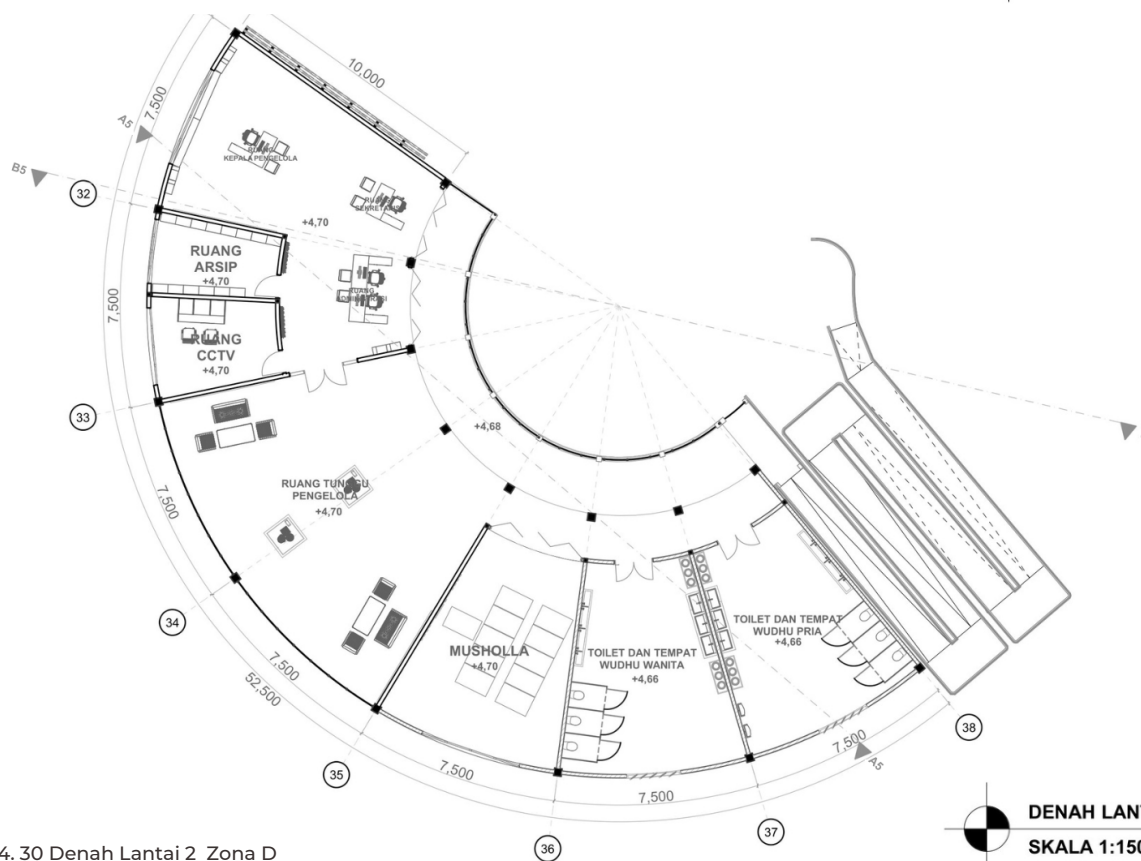 10,000
7,500
A5
B5
32
RUANG
KEPALA PENGELOLA
+4,70
RUANG
ARSIP
+4,70
7,500
RUANG
CCTV
+4,70
33
+4,68
7,500
RUANG TUNGGU
PENGELOLA
+4,70
34
7,500
52,500
MUSHOLLA
+4,70
TOILET DAN TEMPAT
WUDHU WANITA
+4,66
TOILET DAN TEMPAT
WUDHU PRIA
+4,66
35
7,500
36
7,500
37
7,500
A5
38
DENAH LANT
SKALA 1:150
4. 30 Denah Lantai 2 Zona D